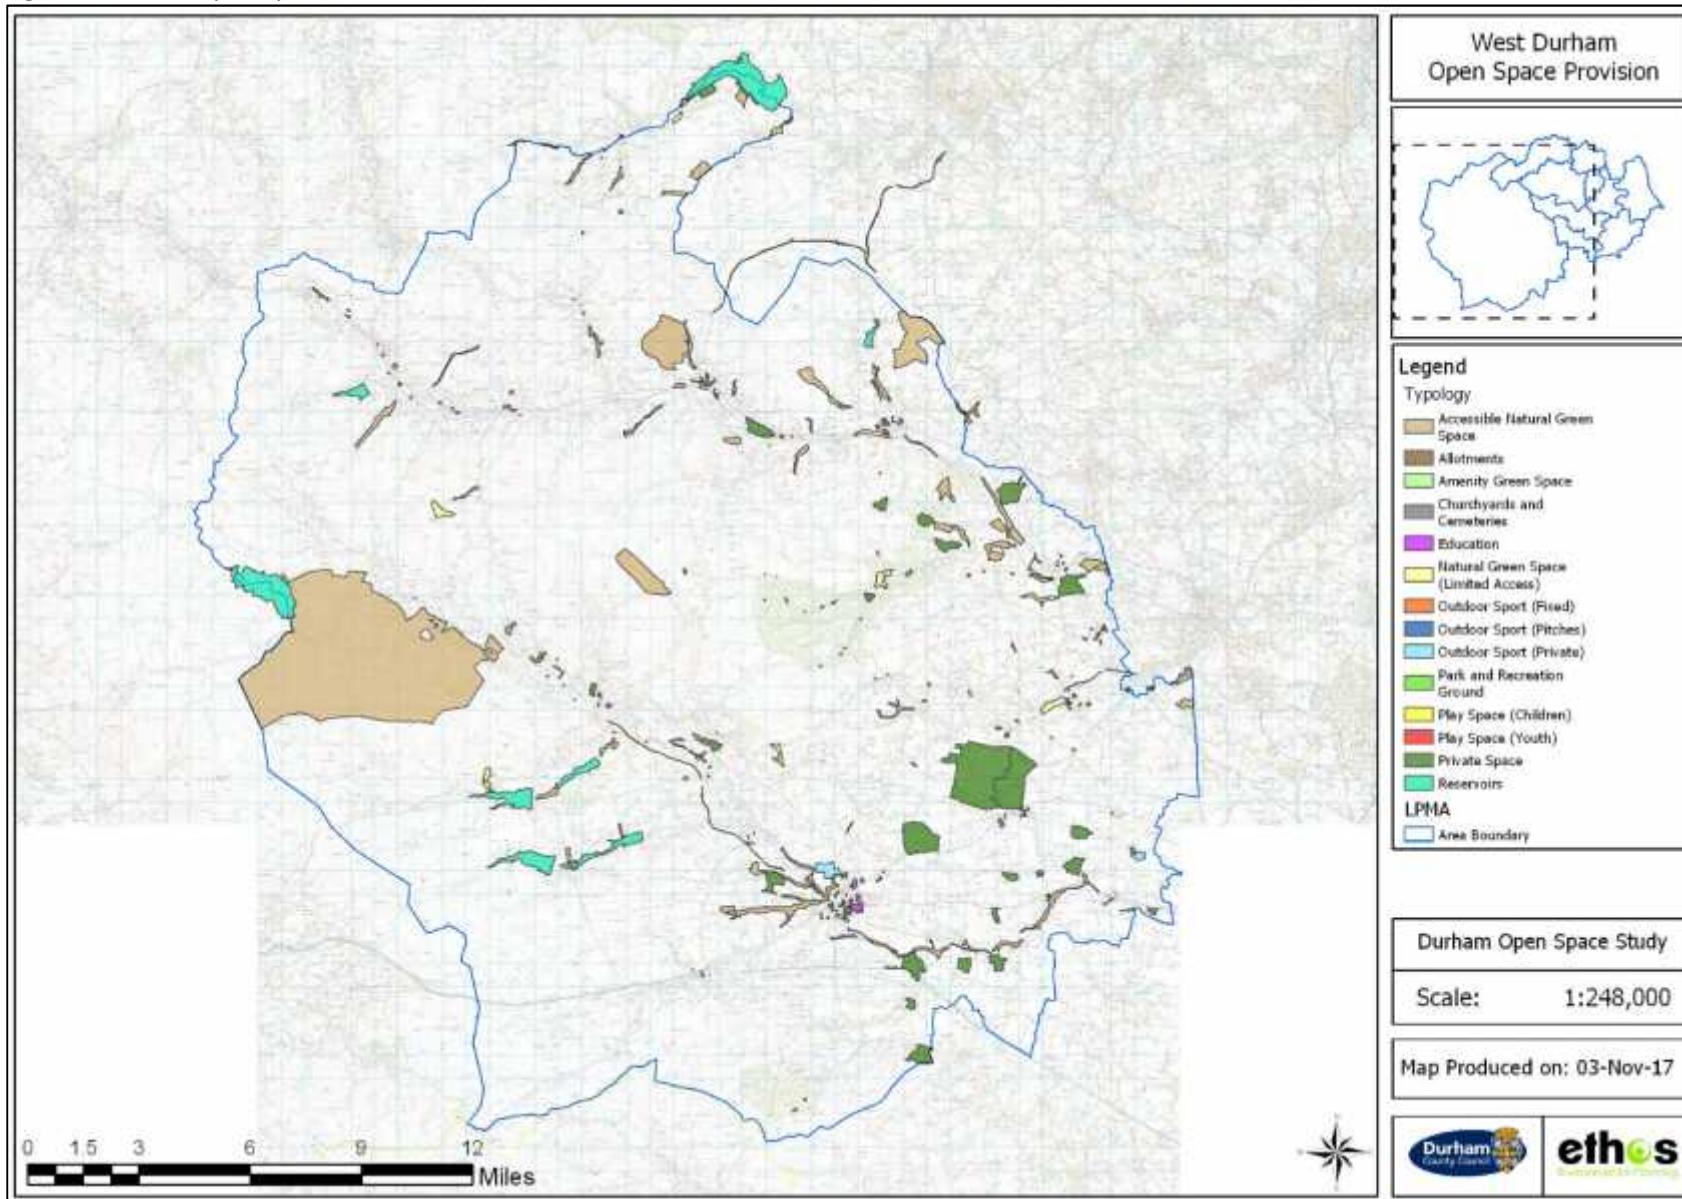 West Durham
Open Space Provision
Legend
Typology
Accessible Natural Green
Space
Allotments
Amenity Green Space
Churchyards and
Cemeteries
Education
Natural Green Space
(Limited Access)
Outdoor Sport (Fixed)
Outdoor Sport (Pitches)
Outdoor Sport (Private)
Park and Recreation
Ground
Play Space (Children)
Play Space (Youth)
Private Space
Reservoirs
LPMA
Area Boundary
Durham Open Space Study
Scale: 1:248,000
Map Produced on: 03-Nov-17
Durham
County Council
ethos
0 1.5 3 6 9 12
Miles